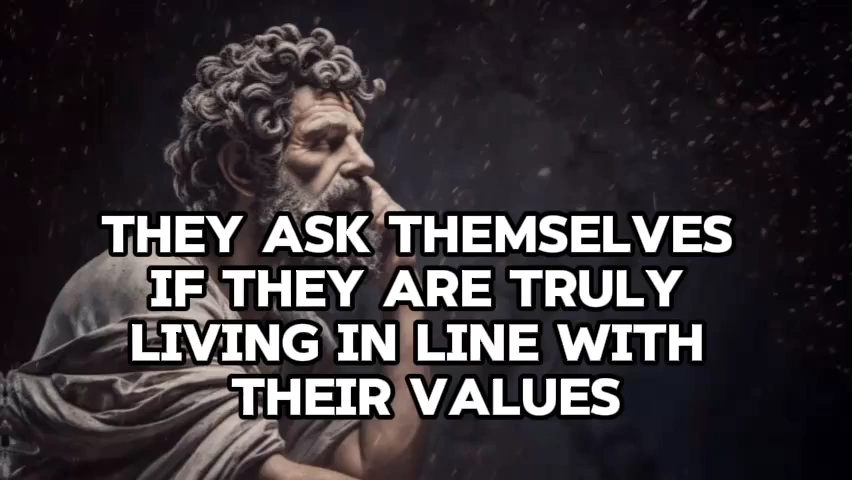 THEY ASK THEMSELVES
IF THEY ARE TRULY
LIVING IN LINE WITH
THEIR VALUES